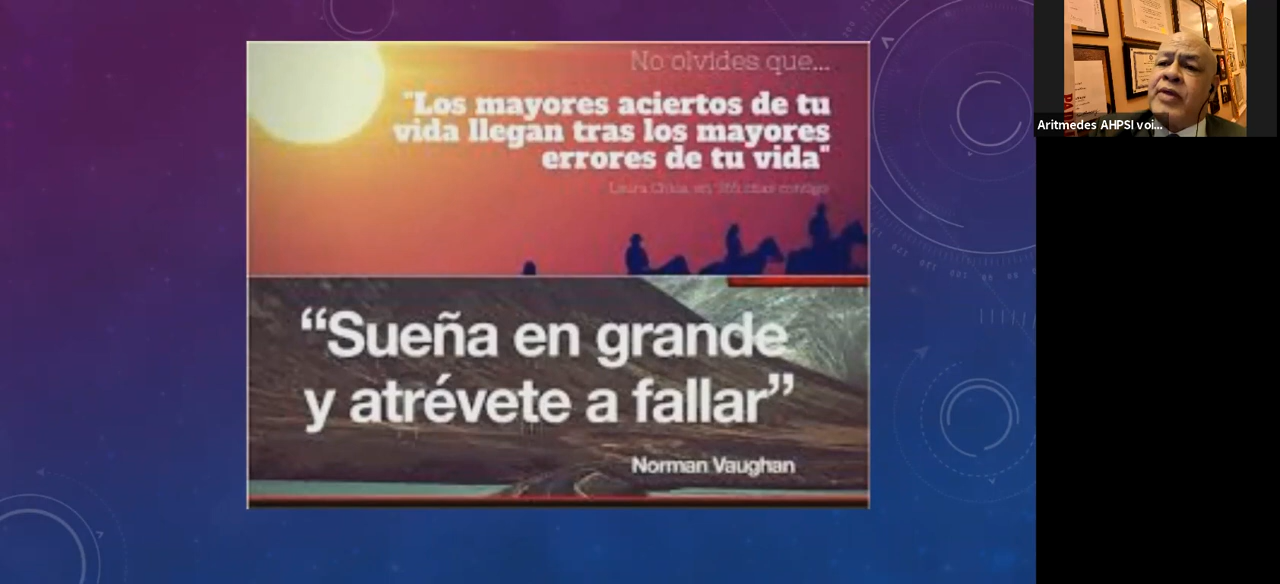 No olvides que...
"Los mayores aciertos de tu
vida llegan tras los mayores
errores de tu vida"
“Sueña en grande
y atrévete a fallar”
Norman Vaughan
Aritmedes AHPSI voi...